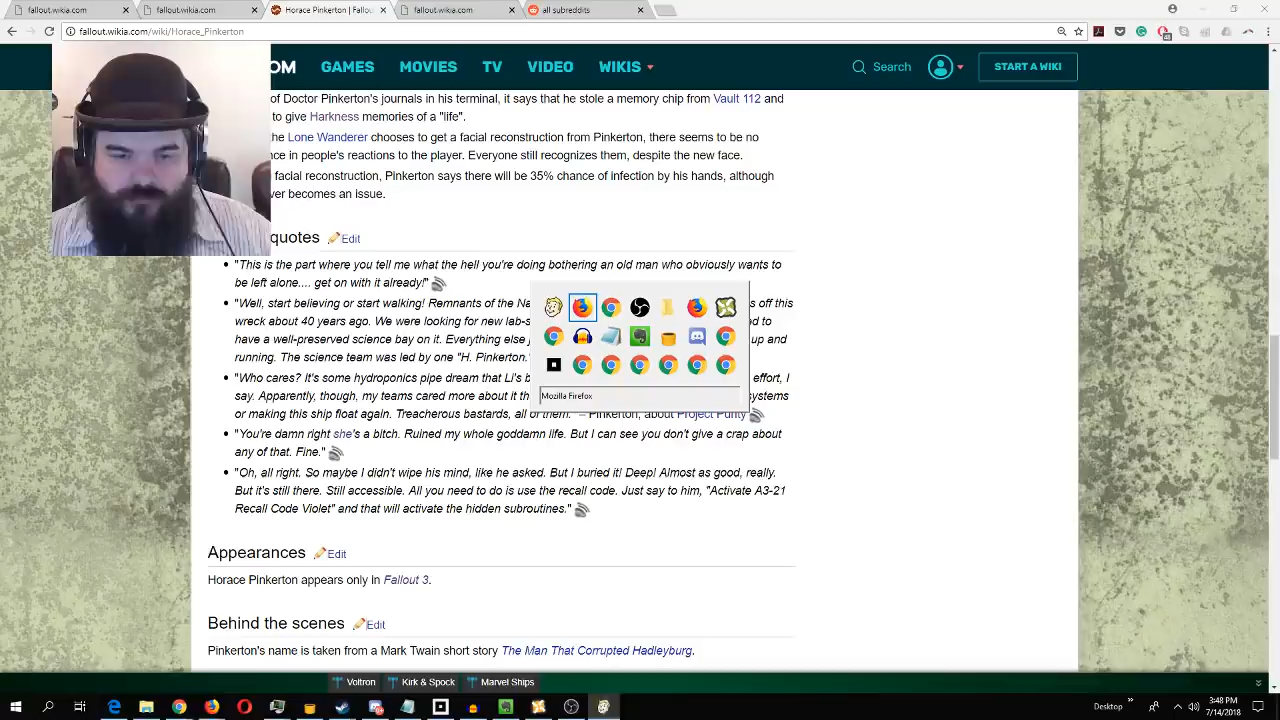 fallout.wikia.com
fallout.wikia.com
Horace Pinkerton | Fallou
fallout.wikia.com
all subreddits
fallout.wikia.com/wiki/Horace_Pinkerton
OM
GAMES
MOVIES
TV
VIDEO
WIKIS
Search
START A WIKI
of Doctor Pinkerton's journals in his terminal, it says that he stole a memory chip from Vault 112 and
to give Harkness memories of a "life".
the Lone Wanderer chooses to get a facial reconstruction from Pinkerton, there seems to be no
nce in people's reactions to the player. Everyone still recognizes them, despite the new face.
facial reconstruction, Pinkerton says there will be 35% chance of infection by his hands, although
ver becomes an issue.
quotes Edit
"This is the part where you tell me what the hell you're doing bothering an old man who obviously wants to
be left alone.... get on with it already!"
"Well, start believing or start walking! Remnants of the Na s off this
wreck about 40 years ago. We were looking for new lab-s ed to
have a well-preserved science bay on it. Everything else up and
running. The science team was led by one "H. Pinkerton."
"Who cares? It's some hydroponics pipe dream that Li's b effort, I
say. Apparently, though, my teams cared more about it th ystems
or making this ship float again. Treacherous bastards, all of them." – Pinkerton, about Project Purity
"You're damn right she's a bitch. Ruined my whole goddamn life. But I can see you don't give a crap about
any of that. Fine."
"Oh, all right. So maybe I didn't wipe his mind, like he asked. But I buried it! Deep! Almost as good, really.
But it's still there. Still accessible. All you need to do is use the recall code. Just say to him, "Activate A3-21
Recall Code Violet" and that will activate the hidden subroutines."
Mozilla Firefox
Appearances Edit
Horace Pinkerton appears only in Fallout 3.
Behind the scenes Edit
Pinkerton's name is taken from a Mark Twain short story The Man That Corrupted Hadleyburg.
Voltron
Kirk & Spock
Marvel Ships
Desktop
3:48 PM
7/14/2018